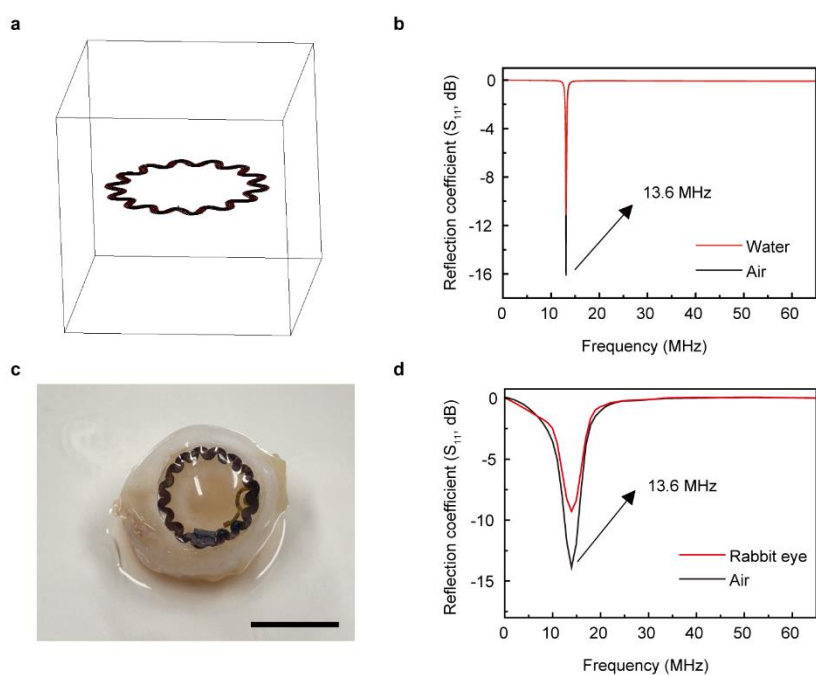 a
b
Reflection coefficient (S₁₁, dB)
0
-4
-8
-12
-16
13.6 MHz
Water
Air
0 10 20 30 40 50 60
Frequency (MHz)
c
d
Reflection coefficient (S₁₁, dB)
0
-5
-10
-15
13.6 MHz
Rabbit eye
Air
0 10 20 30 40 50 60
Frequency (MHz)